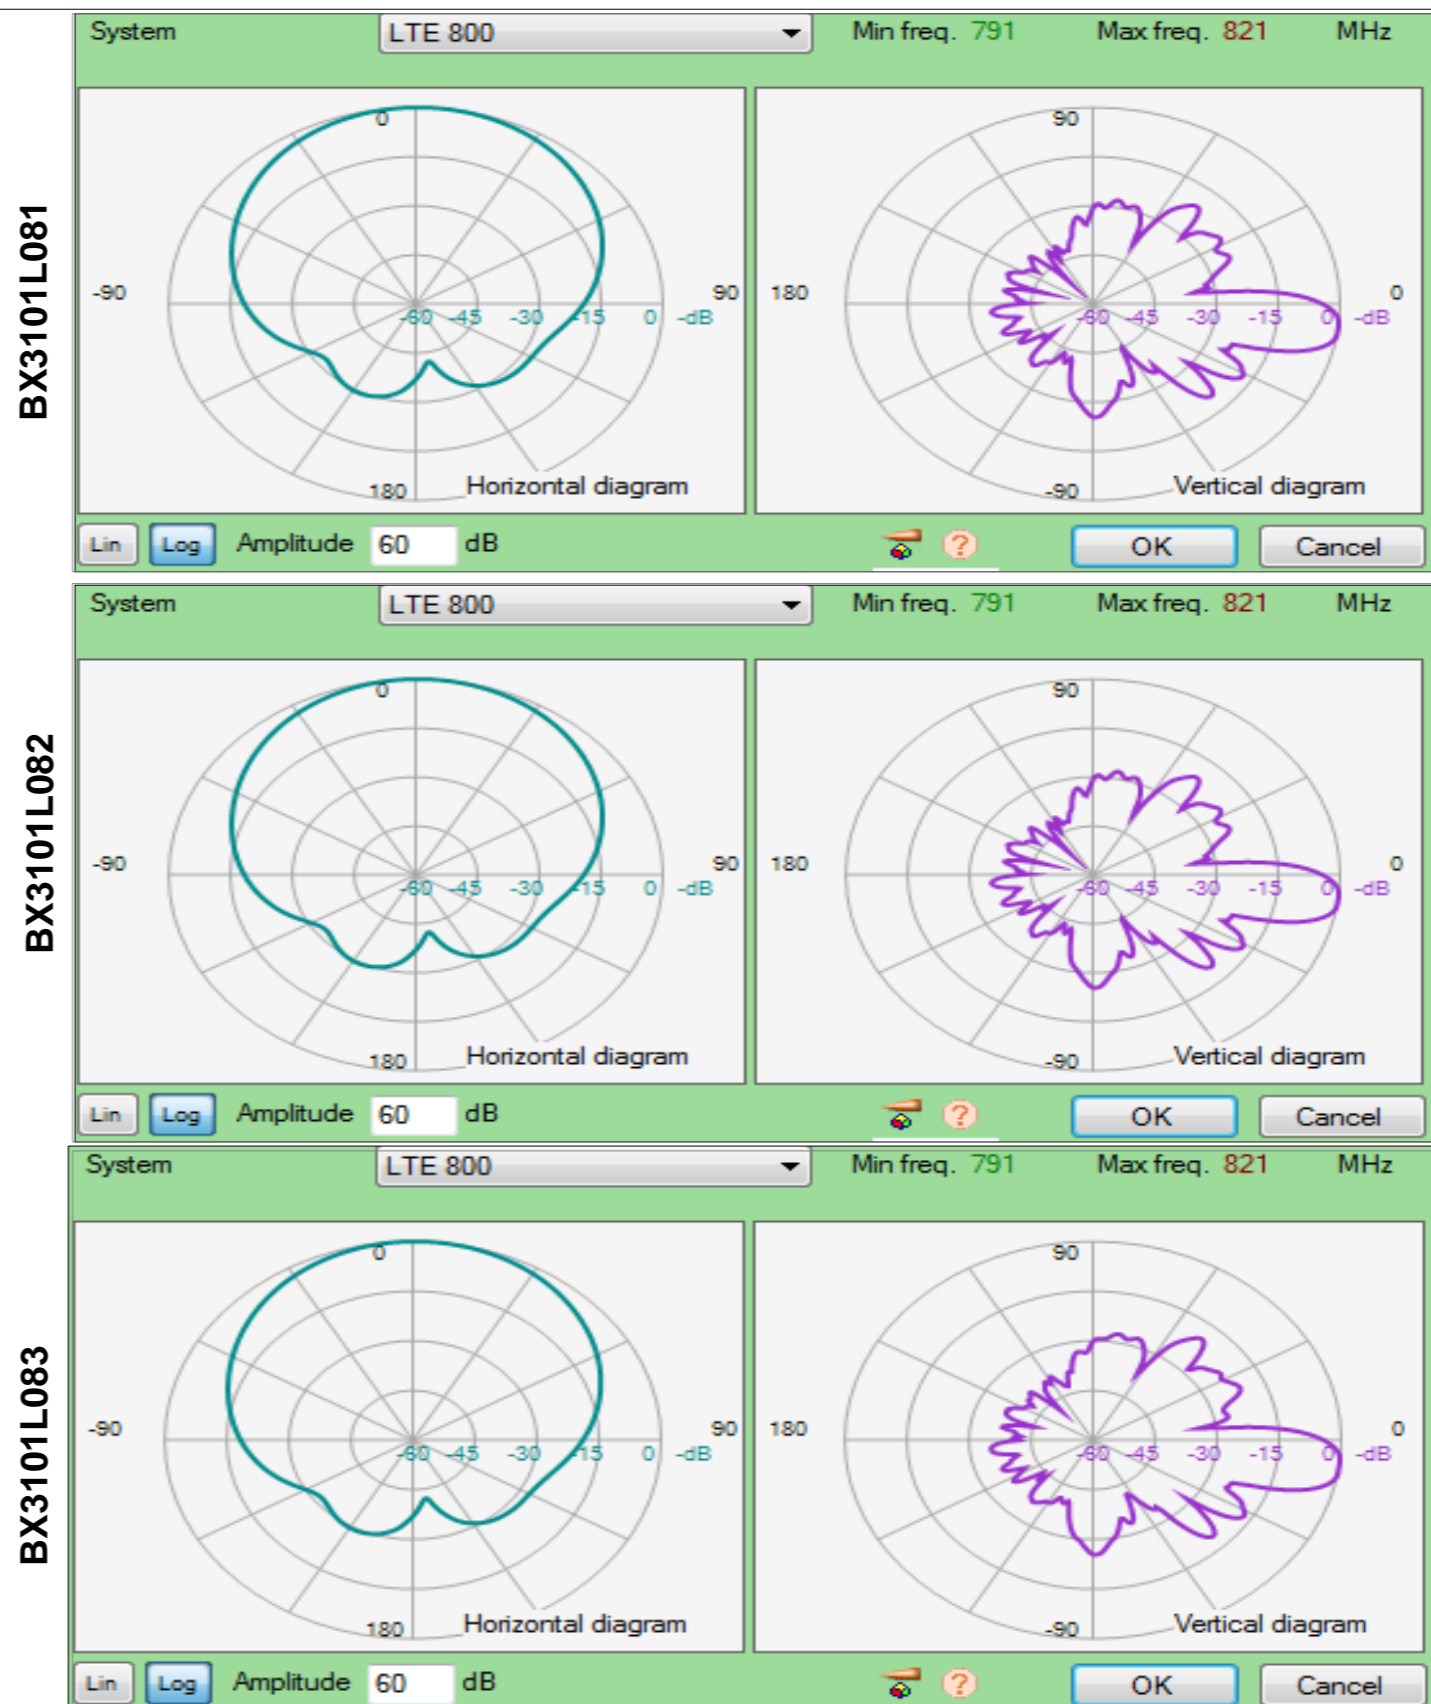 BX3101L081
System LTE 800 Min freq. 791 Max freq. 821 MHz
0 90
-90 90 180 0
-60 -45 -30 -15 0 -dB -60 -45 -30 -15 0 -dB
180 Horizontal diagram -90 Vertical diagram
Lin Log Amplitude 60 dB ? OK Cancel
BX3101L082
System LTE 800 Min freq. 791 Max freq. 821 MHz
0 90
-90 90 180 0
-60 -45 -30 -15 0 -dB -60 -45 -30 -15 0 -dB
180 Horizontal diagram -90 Vertical diagram
Lin Log Amplitude 60 dB ? OK Cancel
BX3101L083
System LTE 800 Min freq. 791 Max freq. 821 MHz
0 90
-90 90 180 0
-60 -45 -30 -15 0 -dB -60 -45 -30 -15 0 -dB
180 Horizontal diagram -90 Vertical diagram
Lin Log Amplitude 60 dB ? OK Cancel